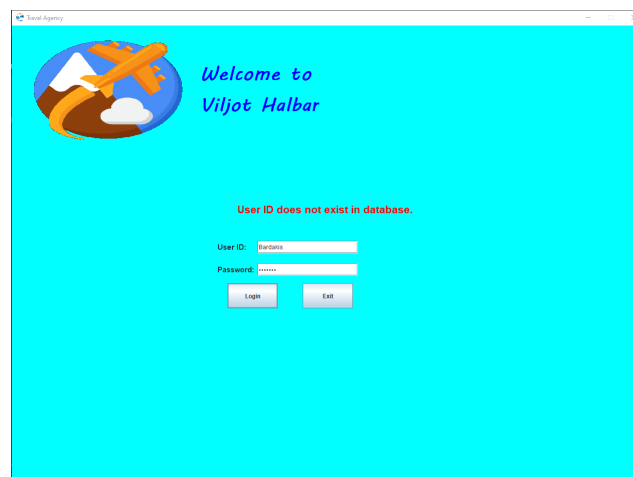 Travel Agency
Welcome to
Viljot Halbar
User ID does not exist in database.
User ID: Bardakis
Password: •••••••
Login Exit